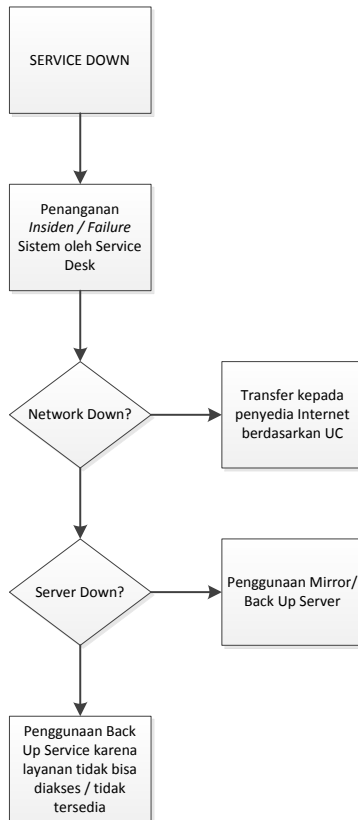 SERVICE DOWN
Penanganan
Insiden / Failure
Sistem oleh Service
Desk
Network Down?
Transfer kepada
penyedia Internet
berdasarkan UC
Server Down?
Penggunaan Mirror/
Back Up Server
Penggunaan Back
Up Service karena
layanan tidak bisa
diakses / tidak
tersedia